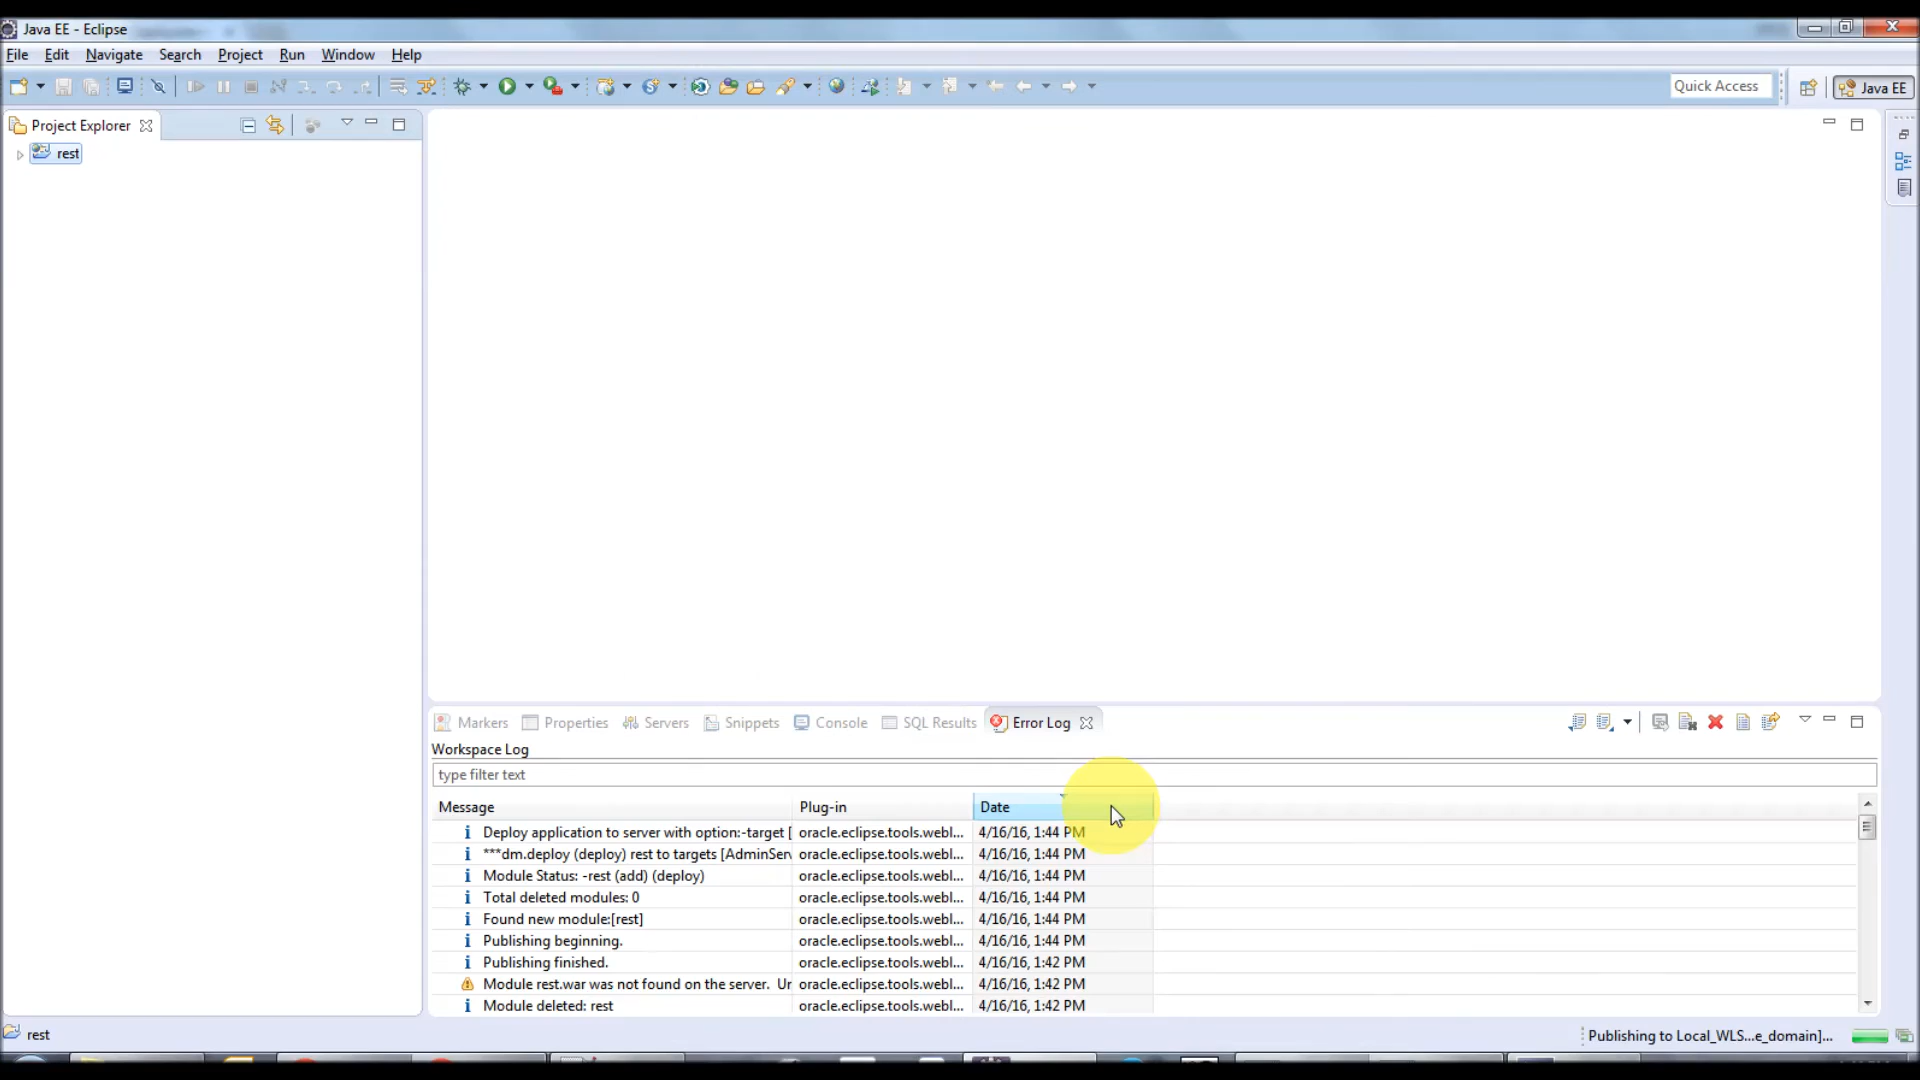 Java EE - Eclipse
File Edit Navigate Search Project Run Window Help
Quick Access
Java EE
Project Explorer
rest
Markers Properties Servers Snippets Console SQL Results Error Log
Workspace Log
type filter text
Message Plug-in Date
Deploy application to server with option:-target [ oracle.eclipse.tools.webl... 4/16/16, 1:44 PM
***dm.deploy (deploy) rest to targets [AdminServ oracle.eclipse.tools.webl... 4/16/16, 1:44 PM
Module Status: -rest (add) (deploy) oracle.eclipse.tools.webl... 4/16/16, 1:44 PM
Total deleted modules: 0 oracle.eclipse.tools.webl... 4/16/16, 1:44 PM
Found new module:[rest] oracle.eclipse.tools.webl... 4/16/16, 1:44 PM
Publishing beginning. oracle.eclipse.tools.webl... 4/16/16, 1:44 PM
Publishing finished. oracle.eclipse.tools.webl... 4/16/16, 1:42 PM
Module rest.war was not found on the server. Ur oracle.eclipse.tools.webl... 4/16/16, 1:42 PM
Module deleted: rest oracle.eclipse.tools.webl... 4/16/16, 1:42 PM
rest
Publishing to Local_WLS...e_domain]...